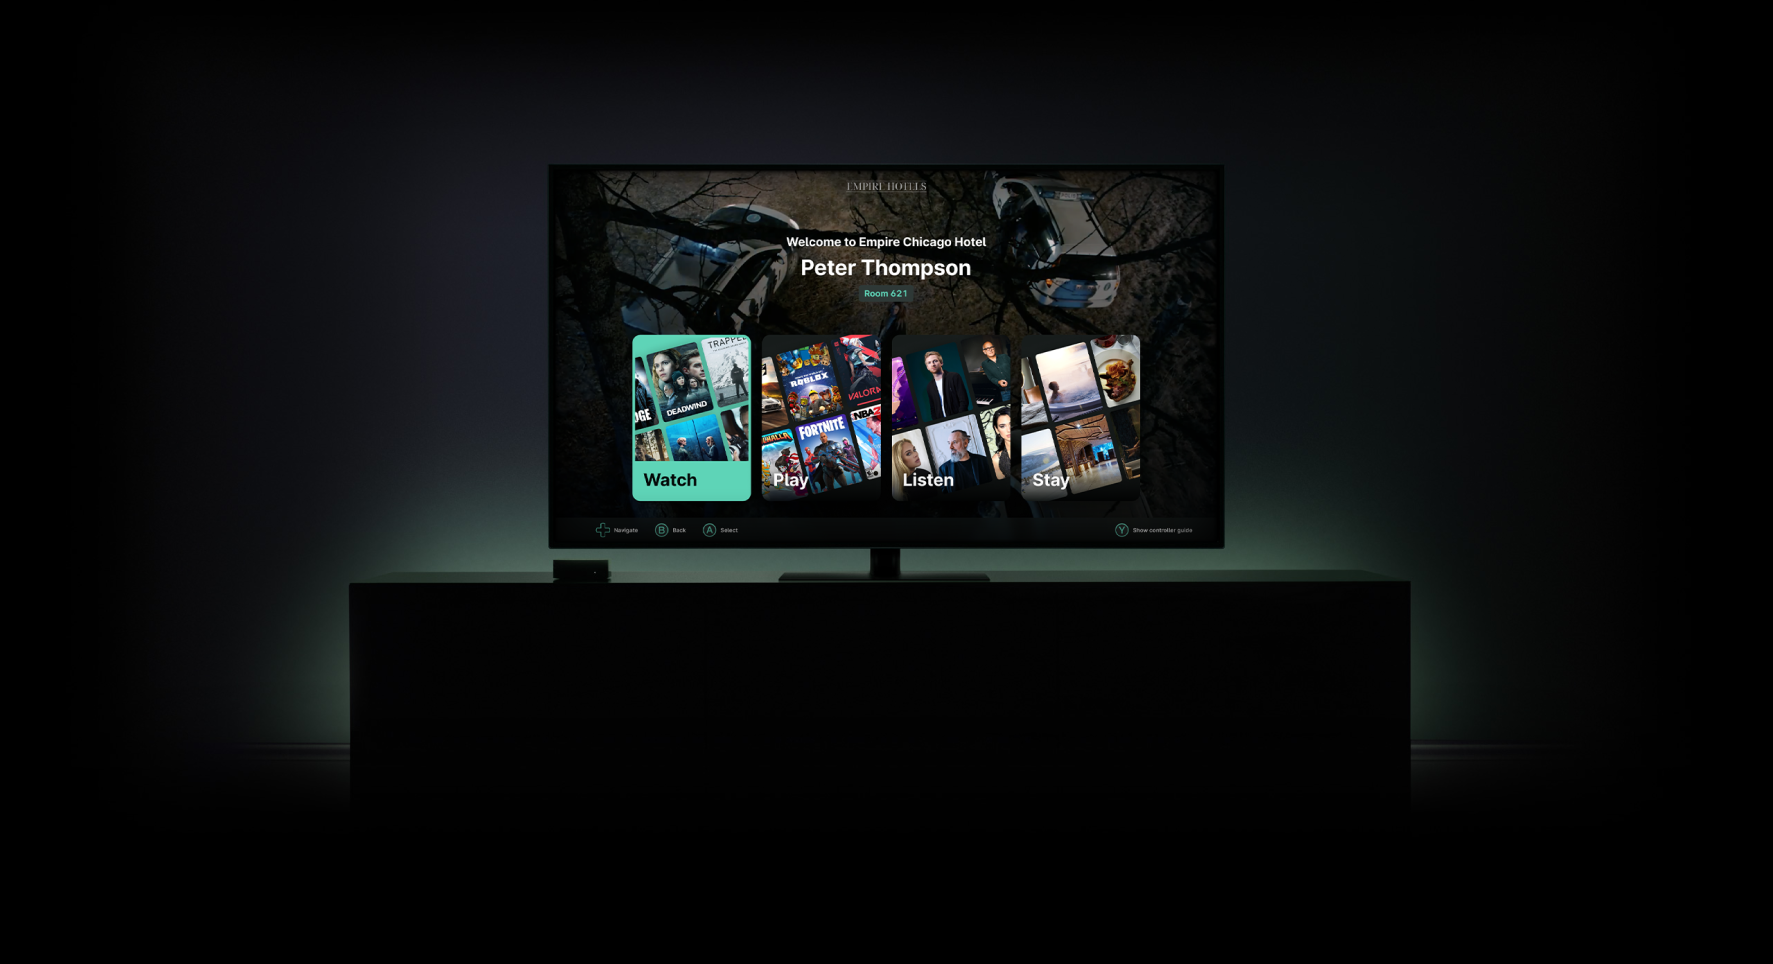 EMPIRE HOTELS
Welcome to Empire Chicago Hotel
Peter Thompson
Room 621
TRAPPED
DEADWIND
ROBLOX
VALORA
NBA2
FORTNITE
Watch
Play
Listen
Stay
Navigate
B Back
A Select
Y Show controller guide